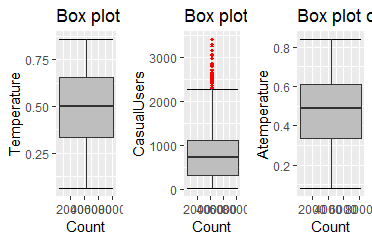 Box plot
Box plot
Box plot o
Temperature
0.75
0.50
0.25
Count
CasualUsers
3000
2000
1000
0
Count
Atemperature
0.8
0.6
0.4
0.2
Count